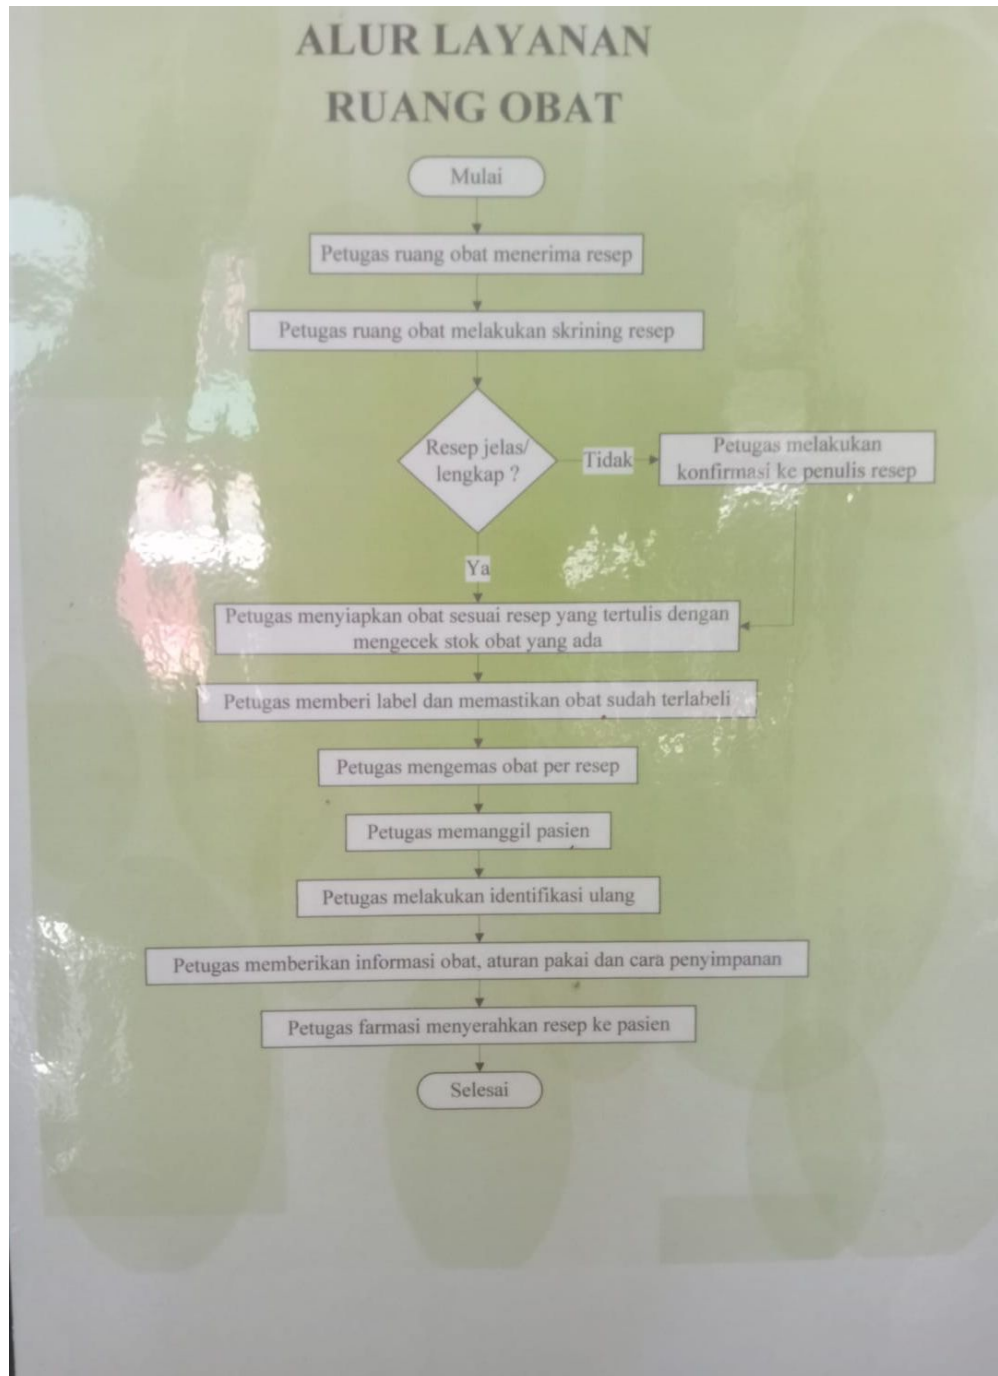 ALUR LAYANAN
RUANG OBAT
Mulai
Petugas ruang obat menerima resep
Petugas ruang obat melakukan skrining resep
Resep jelas/
lengkap ?
Tidak
Petugas melakukan
konfirmasi ke penulis resep
Ya
Petugas menyiapkan obat sesuai resep yang tertulis dengan
mengecek stok obat yang ada
Petugas memberi label dan memastikan obat sudah terlabeli
Petugas mengemas obat per resep
Petugas memanggil pasien
Petugas melakukan identifikasi ulang
Petugas memberikan informasi obat, aturan pakai dan cara penyimpanan
Petugas farmasi menyerahkan resep ke pasien
Selesai